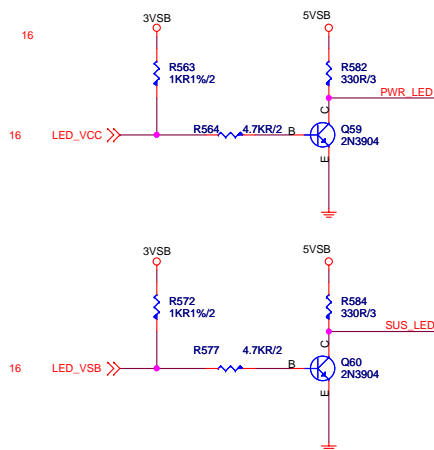 3VSB 5VSB
16
R563
1KR1%/2
R582
330R/3
PWR_LED
C
16 LED_VCC R564 4.7KR/2 B Q59
2N3904
E
3VSB 5VSB
R572
1KR1%/2
R584
330R/3
SUS_LED
C
R577 4.7KR/2
16 LED_VSB B Q60
2N3904
E